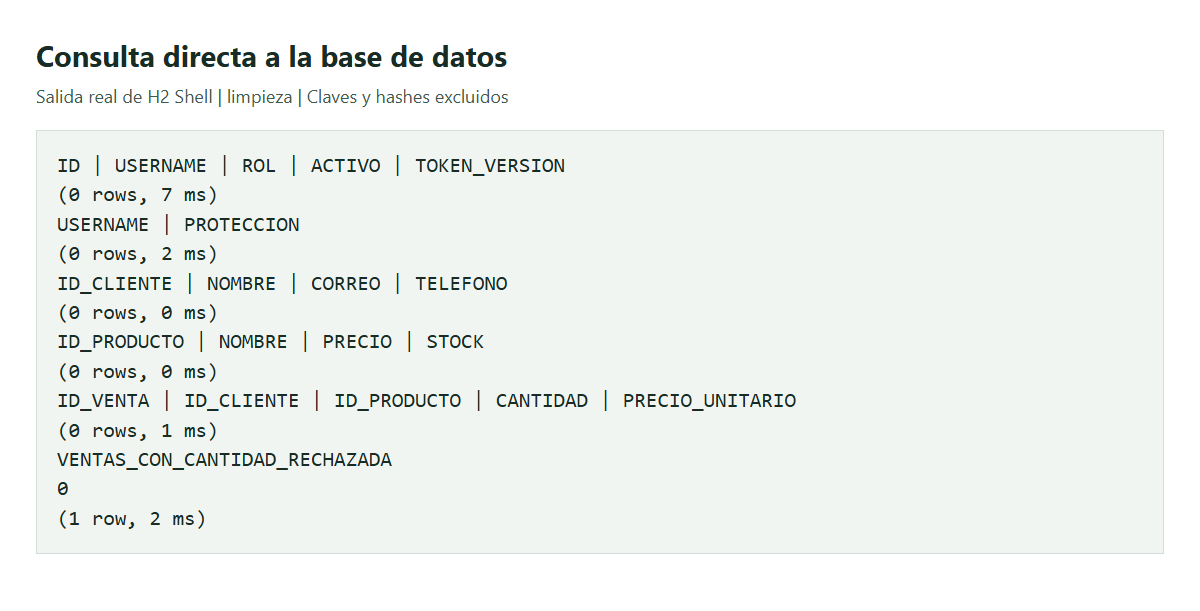 Consulta directa a la base de datos
Salida real de H2 Shell | limpieza | Claves y hashes excluidos
ID | USERNAME | ROL | ACTIVO | TOKEN_VERSION
(0 rows, 7 ms)
USERNAME | PROTECCION
(0 rows, 2 ms)
ID_CLIENTE | NOMBRE | CORREO | TELEFONO
(0 rows, 0 ms)
ID_PRODUCTO | NOMBRE | PRECIO | STOCK
(0 rows, 0 ms)
ID_VENTA | ID_CLIENTE | ID_PRODUCTO | CANTIDAD | PRECIO_UNITARIO
(0 rows, 1 ms)
VENTAS_CON_CANTIDAD_RECHAZADA
0
(1 row, 2 ms)